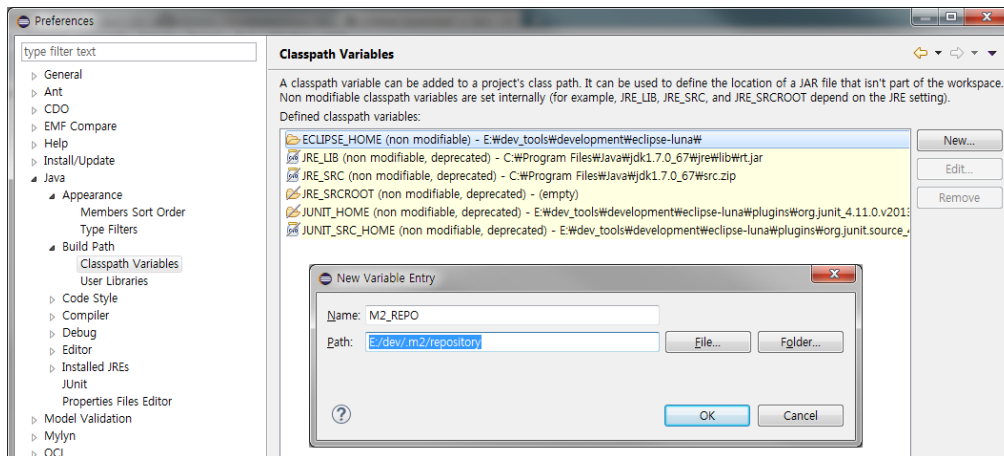 Preferences
type filter text
General
Ant
CDO
EMF Compare
Help
Install/Update
Java
Appearance
Members Sort Order
Type Filters
Build Path
Classpath Variables
User Libraries
Code Style
Compiler
Debug
Editor
Installed JREs
JUnit
Properties Files Editor
Model Validation
Mylyn
OCL
Classpath Variables
A classpath variable can be added to a project's class path. It can be used to define the location of a JAR file that isn't part of the workspace.
Non modifiable classpath variables are set internally (for example, JRE_LIB, JRE_SRC, and JRE_SRCROOT depend on the JRE setting).
Defined classpath variables:
ECLIPSE_HOME (non modifiable) - E:₩dev_tools₩development₩eclipse-luna₩
JRE_LIB (non modifiable, deprecated) - C:₩Program Files₩Java₩jdk1.7.0_67₩jre₩lib₩rt.jar
JRE_SRC (non modifiable, deprecated) - C:₩Program Files₩Java₩jdk1.7.0_67₩src.zip
JRE_SRCROOT (non modifiable, deprecated) - (empty)
JUNIT_HOME (non modifiable, deprecated) - E:₩dev_tools₩development₩eclipse-luna₩plugins₩org.junit_4.11.0.v2013
JUNIT_SRC_HOME (non modifiable, deprecated) - E:₩dev_tools₩development₩eclipse-luna₩plugins₩org.junit.source_4
New...
Edit...
Remove
New Variable Entry
Name: M2_REPO
Path: E:/dev/.m2/repository File... Folder...
OK Cancel